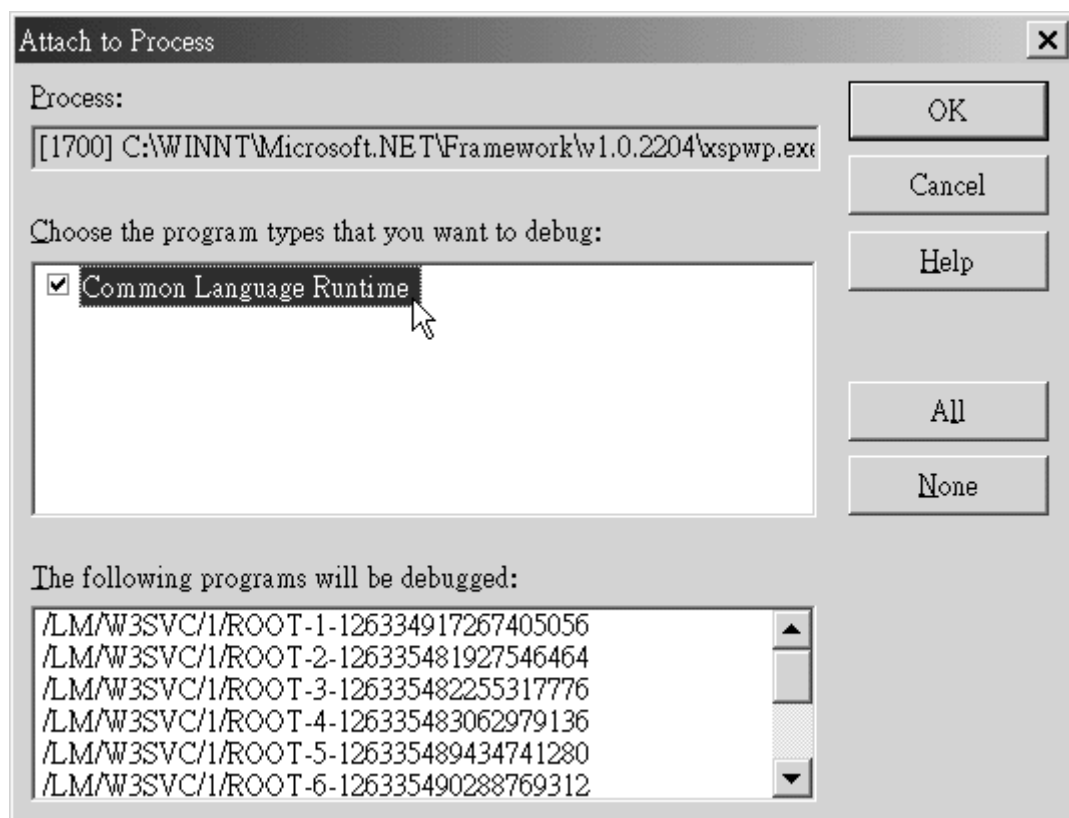 Attach to Process
Process:
[1700] C:\WINNT\Microsoft.NET\Framework\v1.0.2204\xspwp.exe
OK
Cancel
Choose the program types that you want to debug:
Help
Common Language Runtime
All
None
The following programs will be debugged:
/LM/W3SVC/1/ROOT-1-126334917267405056
/LM/W3SVC/1/ROOT-2-126335481927546464
/LM/W3SVC/1/ROOT-3-126335482255317776
/LM/W3SVC/1/ROOT-4-126335483062979136
/LM/W3SVC/1/ROOT-5-126335489434741280
/LM/W3SVC/1/ROOT-6-126335490288769312